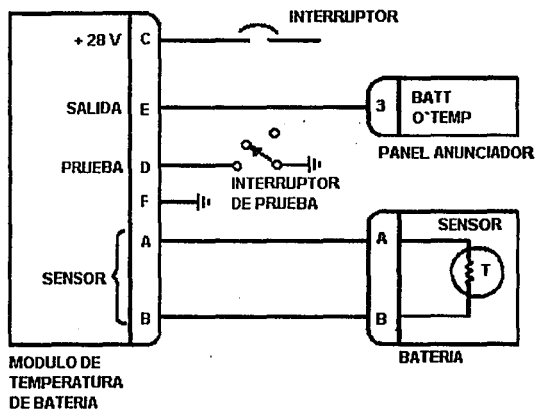 INTERRUPTOR
+ 28 V C
SALIDA E
3 BATT
O`TEMP
PANEL ANUNCIADOR
PRUEBA D
INTERRUPTOR
DE PRUEBA
F
SENSOR
A
A
T
SENSOR
B
B
BATERIA
MODULO DE
TEMPERATURA
DE BATERIA